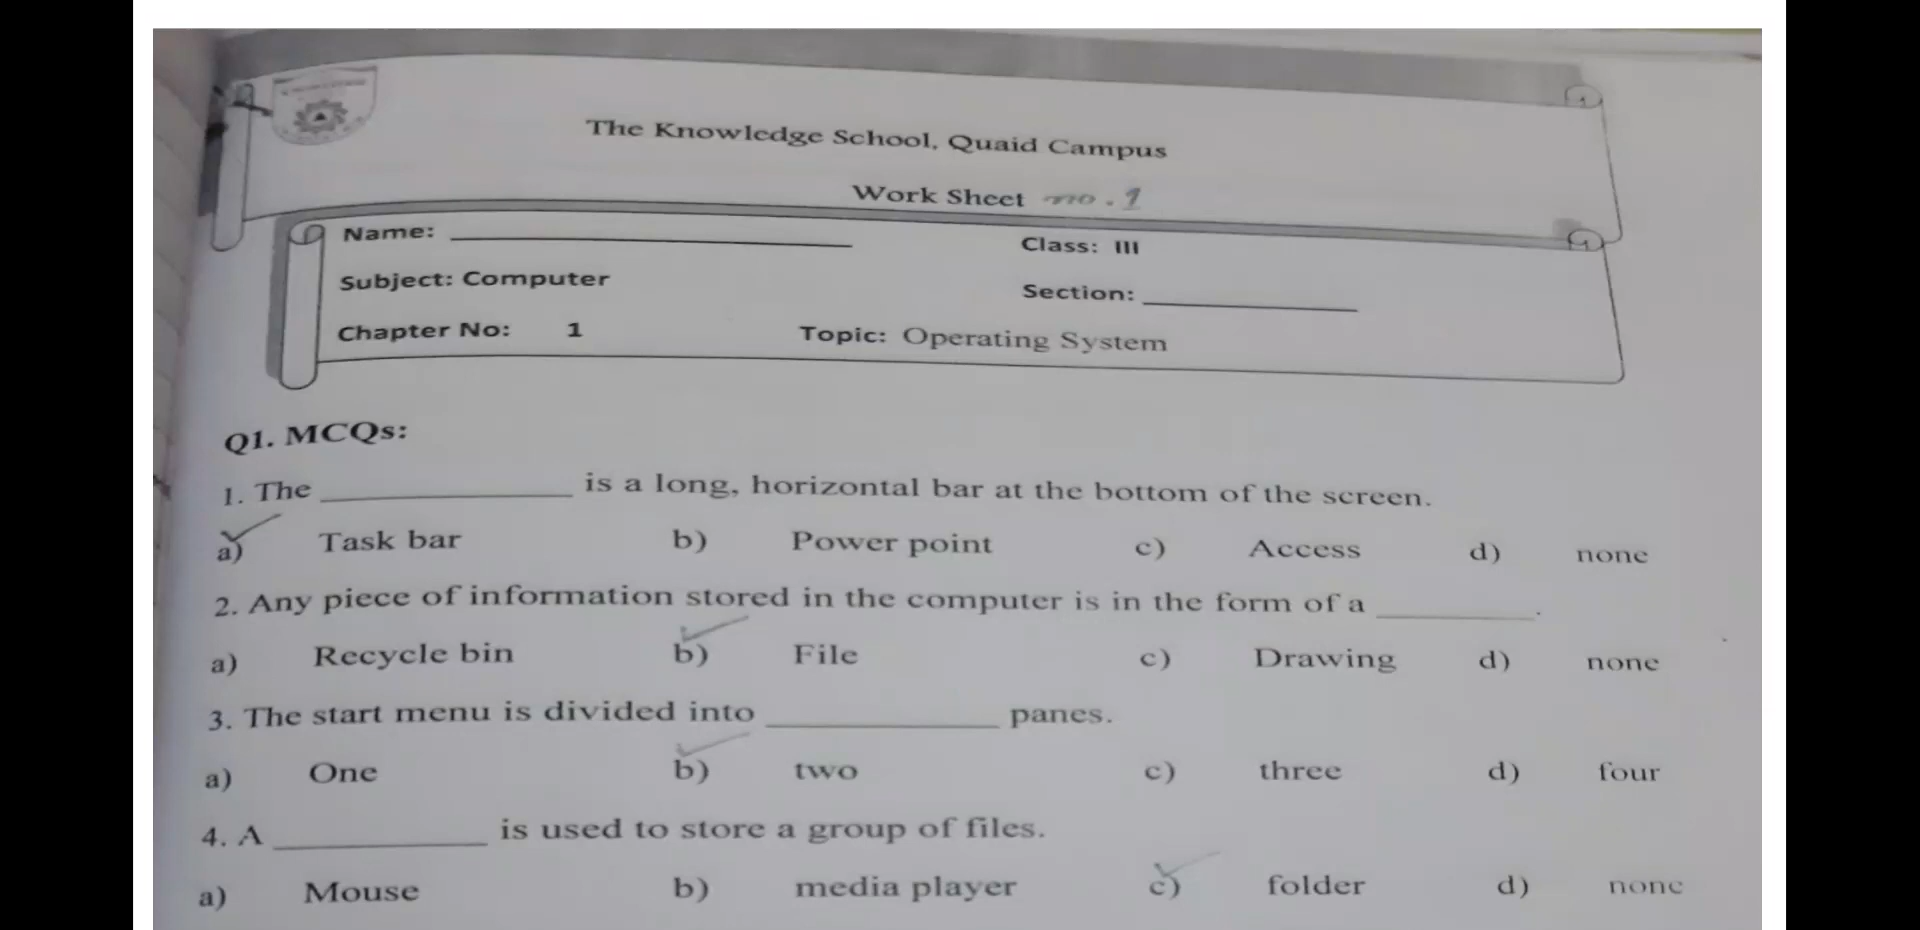 The Knowledge School, Quaid Campus
Work Sheet no. 1
Name: ____________ Class: III
Subject: Computer Section: ____________
Chapter No: 1 Topic: Operating System
Q1. MCQs:
1. The ____________ is a long, horizontal bar at the bottom of the screen.
a) Task bar b) Power point c) Access d) none
2. Any piece of information stored in the computer is in the form of a ____________.
a) Recycle bin b) File c) Drawing d) none
3. The start menu is divided into ____________ panes.
a) One b) two c) three d) four
4. A ____________ is used to store a group of files.
a) Mouse b) media player c) folder d) none